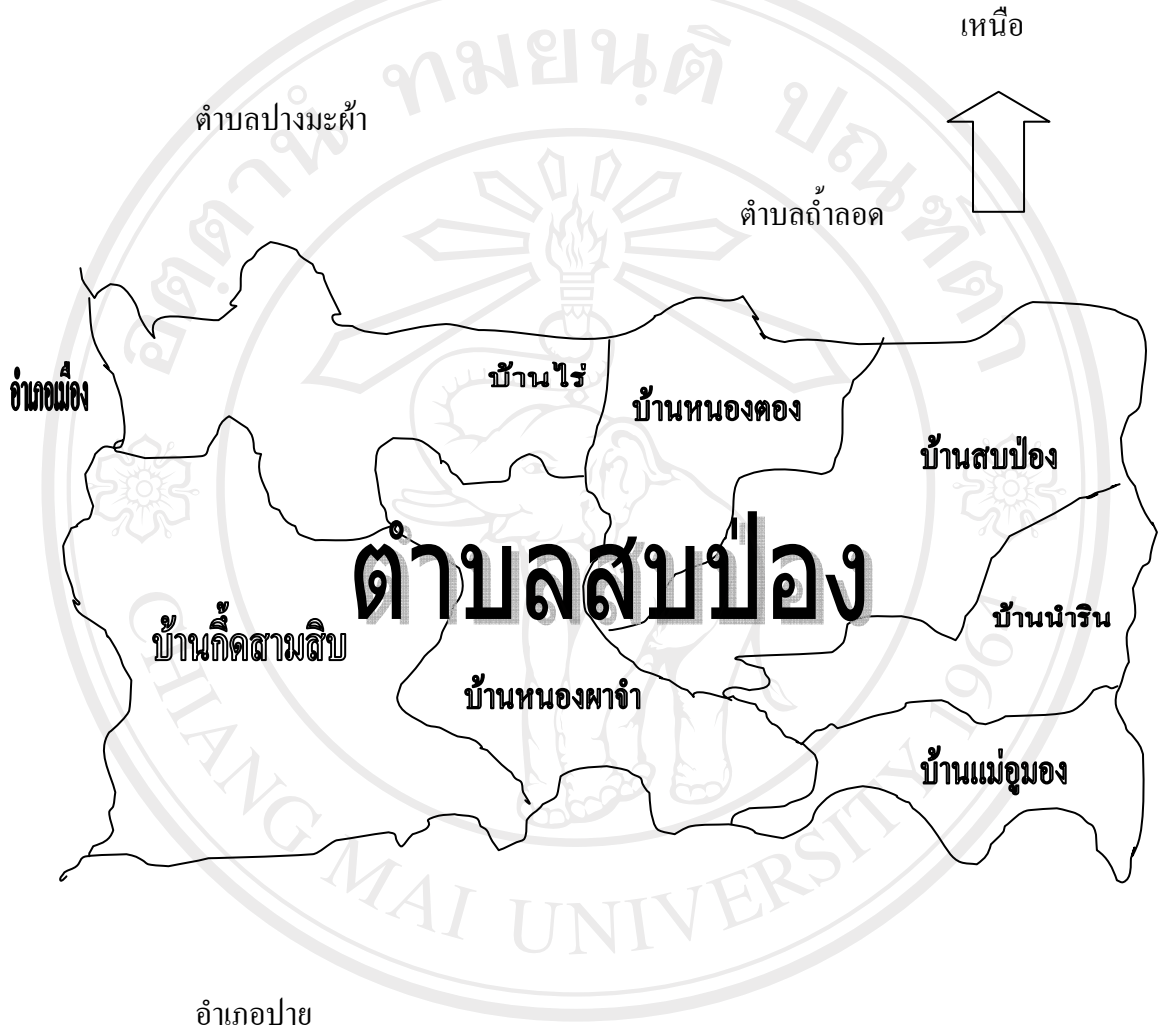 เหนือ
ตำบลปางมะผ้า
ตำบลถ้ำลอด
อำเภอเมือง
บ้านไร่
บ้านหนองตอง
บ้านสบป่อง
ตำบลสบป่อง
บ้านกึ๊ดสามสิบ
บ้านนำริน
บ้านหนองผาจำ
บ้านแม่อูมอง
อำเภอปาย
CHIANG MAI UNIVERSITY 1964